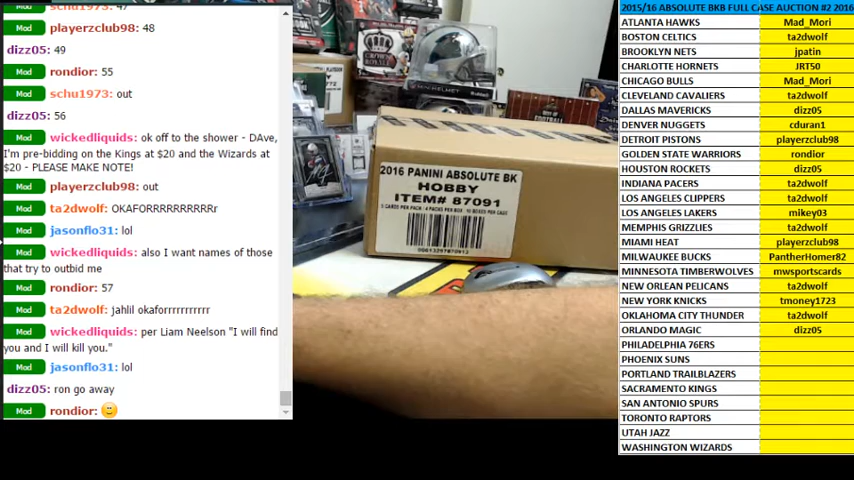 schu1973: 47
Mod playerzclub98: 48
dizz05: 49
Mod rondior: 55
schu1973: out
dizz05: 56
Mod wickedliquids: ok off to the shower - DAve,
I'm pre-bidding on the Kings at $20 and the Wizards at
$20 - PLEASE MAKE NOTE!
Mod playerzclub98: out
Mod ta2dwolf: OKAFORRRRRRRRRr
Mod jasonflo31: lol
Mod wickedliquids: also I want names of those
that try to outbid me
Mod rondior: 57
Mod ta2dwolf: jahlil okaforrrrrrrrrrr
Mod wickedliquids: per Liam Neelson "I will find
you and I will kill you."
Mod jasonflo31: lol
dizz05: ron go away
Mod rondior:
CROWN
ROYALE
MINI HELMET
2016 PANINI ABSOLUTE BK
HOBBY
ITEM# 87091
2015/16 ABSOLUTE BKB FULL CASE AUCTION #2 2016
ATLANTA HAWKS Mad_Mori
BOSTON CELTICS ta2dwolf
BROOKLYN NETS jpatin
CHARLOTTE HORNETS JRT50
CHICAGO BULLS Mad_Mori
CLEVELAND CAVALIERS ta2dwolf
DALLAS MAVERICKS dizz05
DENVER NUGGETS cduran1
DETROIT PISTONS playerzclub98
GOLDEN STATE WARRIORS rondior
HOUSTON ROCKETS dizz05
INDIANA PACERS ta2dwolf
LOS ANGELES CLIPPERS ta2dwolf
LOS ANGELES LAKERS mikey03
MEMPHIS GRIZZLIES ta2dwolf
MIAMI HEAT playerzclub98
MILWAUKEE BUCKS PantherHomer82
MINNESOTA TIMBERWOLVES mwsportscards
NEW ORLEAN PELICANS ta2dwolf
NEW YORK KNICKS tmoney1723
OKLAHOMA CITY THUNDER ta2dwolf
ORLANDO MAGIC dizz05
PHILADELPHIA 76ERS
PHOENIX SUNS
PORTLAND TRAILBLAZERS
SACRAMENTO KINGS
SAN ANTONIO SPURS
TORONTO RAPTORS
UTAH JAZZ
WASHINGTON WIZARDS